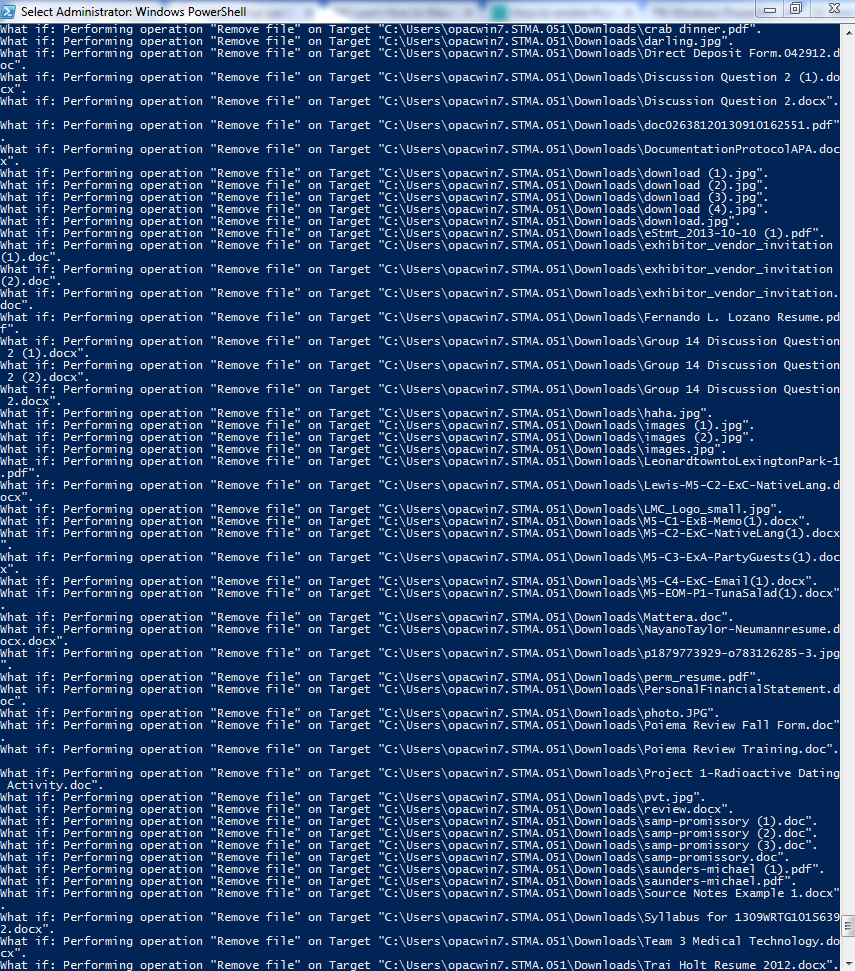 Select Administrator: Windows PowerShell
What if: Performing operation "Remove file" on Target "C:\Users\opacwin7.STMA.051\Downloads\crab dinner.pdf".
What if: Performing operation "Remove file" on Target "C:\Users\opacwin7.STMA.051\Downloads\darling.jpg".
What if: Performing operation "Remove file" on Target "C:\Users\opacwin7.STMA.051\Downloads\Direct Deposit Form.042912.d
oc".
What if: Performing operation "Remove file" on Target "C:\Users\opacwin7.STMA.051\Downloads\Discussion Question 2 (1).do
cx".
What if: Performing operation "Remove file" on Target "C:\Users\opacwin7.STMA.051\Downloads\Discussion Question 2.docx".
What if: Performing operation "Remove file" on Target "C:\Users\opacwin7.STMA.051\Downloads\doc02638120130910162551.pdf"
.
What if: Performing operation "Remove file" on Target "C:\Users\opacwin7.STMA.051\Downloads\DocumentationProtocolAPA.doc
x".
What if: Performing operation "Remove file" on Target "C:\Users\opacwin7.STMA.051\Downloads\download (1).jpg".
What if: Performing operation "Remove file" on Target "C:\Users\opacwin7.STMA.051\Downloads\download (2).jpg".
What if: Performing operation "Remove file" on Target "C:\Users\opacwin7.STMA.051\Downloads\download (3).jpg".
What if: Performing operation "Remove file" on Target "C:\Users\opacwin7.STMA.051\Downloads\download (4).jpg".
What if: Performing operation "Remove file" on Target "C:\Users\opacwin7.STMA.051\Downloads\download.jpg".
What if: Performing operation "Remove file" on Target "C:\Users\opacwin7.STMA.051\Downloads\eStmt_2013-10-10 (1).pdf".
What if: Performing operation "Remove file" on Target "C:\Users\opacwin7.STMA.051\Downloads\exhibitor_vendor_invitation
(1).doc".
What if: Performing operation "Remove file" on Target "C:\Users\opacwin7.STMA.051\Downloads\exhibitor_vendor_invitation
(2).doc".
What if: Performing operation "Remove file" on Target "C:\Users\opacwin7.STMA.051\Downloads\exhibitor_vendor_invitation.
doc".
What if: Performing operation "Remove file" on Target "C:\Users\opacwin7.STMA.051\Downloads\Fernando L. Lozano Resume.pd
f".
What if: Performing operation "Remove file" on Target "C:\Users\opacwin7.STMA.051\Downloads\Group 14 Discussion Question
 2 (1).docx".
What if: Performing operation "Remove file" on Target "C:\Users\opacwin7.STMA.051\Downloads\Group 14 Discussion Question
 2 (2).docx".
What if: Performing operation "Remove file" on Target "C:\Users\opacwin7.STMA.051\Downloads\Group 14 Discussion Question
 2.docx".
What if: Performing operation "Remove file" on Target "C:\Users\opacwin7.STMA.051\Downloads\haha.jpg".
What if: Performing operation "Remove file" on Target "C:\Users\opacwin7.STMA.051\Downloads\images (1).jpg".
What if: Performing operation "Remove file" on Target "C:\Users\opacwin7.STMA.051\Downloads\images (2).jpg".
What if: Performing operation "Remove file" on Target "C:\Users\opacwin7.STMA.051\Downloads\images.jpg".
What if: Performing operation "Remove file" on Target "C:\Users\opacwin7.STMA.051\Downloads\LeonardtowntoLexingtonPark-1
.pdf".
What if: Performing operation "Remove file" on Target "C:\Users\opacwin7.STMA.051\Downloads\Lewis-M5-C2-ExC-NativeLang.d
ocx".
What if: Performing operation "Remove file" on Target "C:\Users\opacwin7.STMA.051\Downloads\LMC_Logo_small.jpg".
What if: Performing operation "Remove file" on Target "C:\Users\opacwin7.STMA.051\Downloads\M5-C1-ExB-Memo(1).docx".
What if: Performing operation "Remove file" on Target "C:\Users\opacwin7.STMA.051\Downloads\M5-C2-ExC-NativeLang(1).docx
".
What if: Performing operation "Remove file" on Target "C:\Users\opacwin7.STMA.051\Downloads\M5-C3-ExA-PartyGuests(1).doc
x".
What if: Performing operation "Remove file" on Target "C:\Users\opacwin7.STMA.051\Downloads\M5-C4-ExC-Email(1).docx".
What if: Performing operation "Remove file" on Target "C:\Users\opacwin7.STMA.051\Downloads\M5-EOM-P1-TunaSalad(1).docx"
.
What if: Performing operation "Remove file" on Target "C:\Users\opacwin7.STMA.051\Downloads\Mattera.doc".
What if: Performing operation "Remove file" on Target "C:\Users\opacwin7.STMA.051\Downloads\NayanoTaylor-Neumannresume.d
ocx.docx".
What if: Performing operation "Remove file" on Target "C:\Users\opacwin7.STMA.051\Downloads\p1879773929-o783126285-3.jpg
".
What if: Performing operation "Remove file" on Target "C:\Users\opacwin7.STMA.051\Downloads\perm_resume.pdf".
What if: Performing operation "Remove file" on Target "C:\Users\opacwin7.STMA.051\Downloads\PersonalFinancialStatement.d
oc".
What if: Performing operation "Remove file" on Target "C:\Users\opacwin7.STMA.051\Downloads\photo.JPG".
What if: Performing operation "Remove file" on Target "C:\Users\opacwin7.STMA.051\Downloads\Poiema Review Fall Form.doc"
.
What if: Performing operation "Remove file" on Target "C:\Users\opacwin7.STMA.051\Downloads\Poiema Review Training.doc".
What if: Performing operation "Remove file" on Target "C:\Users\opacwin7.STMA.051\Downloads\Project 1-Radioactive Dating
 Activity.doc".
What if: Performing operation "Remove file" on Target "C:\Users\opacwin7.STMA.051\Downloads\pvt.jpg".
What if: Performing operation "Remove file" on Target "C:\Users\opacwin7.STMA.051\Downloads\review.docx".
What if: Performing operation "Remove file" on Target "C:\Users\opacwin7.STMA.051\Downloads\samp-promissory (1).doc".
What if: Performing operation "Remove file" on Target "C:\Users\opacwin7.STMA.051\Downloads\samp-promissory (2).doc".
What if: Performing operation "Remove file" on Target "C:\Users\opacwin7.STMA.051\Downloads\samp-promissory (3).doc".
What if: Performing operation "Remove file" on Target "C:\Users\opacwin7.STMA.051\Downloads\samp-promissory.doc".
What if: Performing operation "Remove file" on Target "C:\Users\opacwin7.STMA.051\Downloads\saunders-michael (1).pdf".
What if: Performing operation "Remove file" on Target "C:\Users\opacwin7.STMA.051\Downloads\saunders-michael.pdf".
What if: Performing operation "Remove file" on Target "C:\Users\opacwin7.STMA.051\Downloads\Source Notes Example 1.docx"
.
What if: Performing operation "Remove file" on Target "C:\Users\opacwin7.STMA.051\Downloads\Syllabus for 1309WRTG101S639
2.docx".
What if: Performing operation "Remove file" on Target "C:\Users\opacwin7.STMA.051\Downloads\Team 3 Medical Technology.do
cx".
What if: Performing operation "Remove file" on Target "C:\Users\opacwin7.STMA.051\Downloads\Trai Holt Resume 2012.docx".